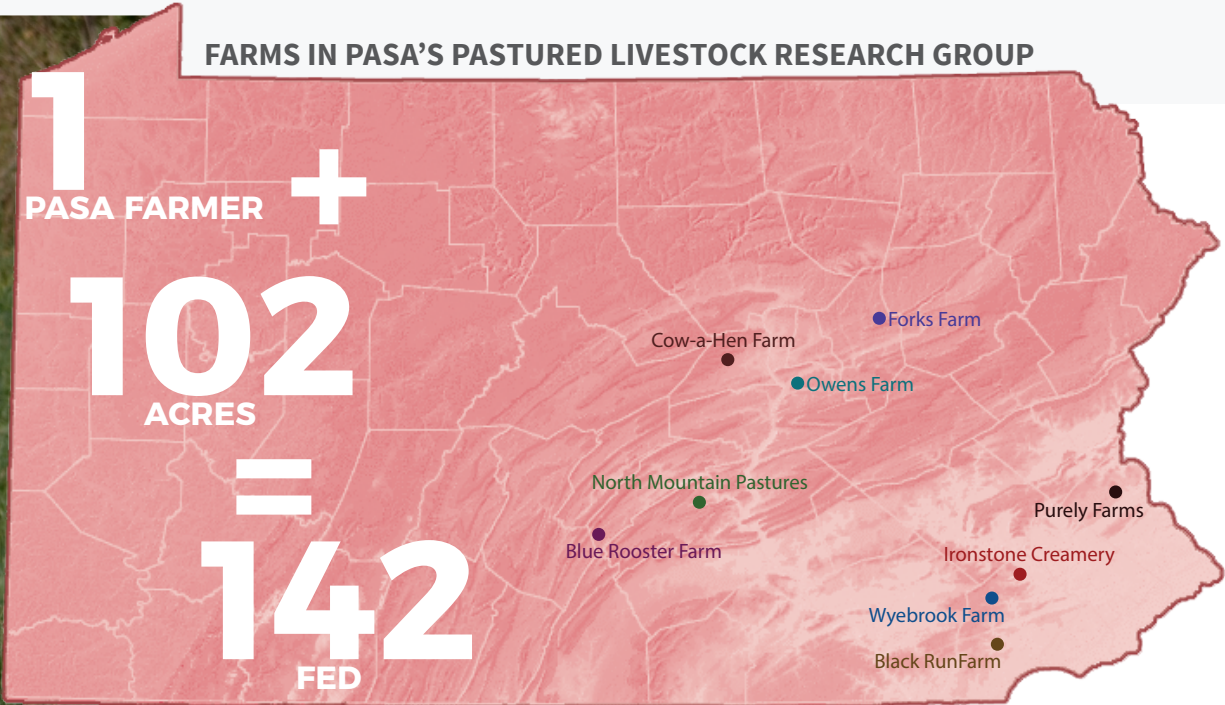 FARMS IN PASA'S PASTURED LIVESTOCK RESEARCH GROUP
1
PASA FARMER
+
102
ACRES
=
142
FED
Forks Farm
Cow-a-Hen Farm
Owens Farm
North Mountain Pastures
Purely Farms
Blue Rooster Farm
Ironstone Creamery
Wyebrook Farm
Black RunFarm